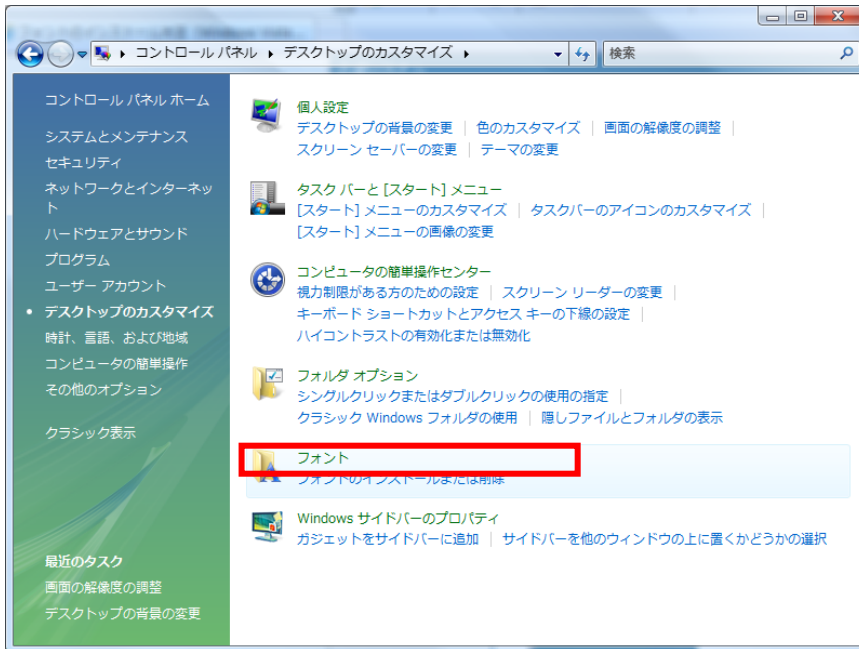 コントロール パネル ▸ デスクトップのカスタマイズ ▸
検索
コントロール パネル ホーム
システムとメンテナンス
セキュリティ
ネットワークとインターネッ
ト
ハードウェアとサウンド
プログラム
ユーザー アカウント
• デスクトップのカスタマイズ
時計、言語、および地域
コンピュータの簡単操作
その他のオプション
クラシック表示
最近のタスク
画面の解像度の調整
デスクトップの背景の変更
個人設定
デスクトップの背景の変更 | 色のカスタマイズ | 画面の解像度の調整 |
スクリーン セーバーの変更 | テーマの変更
タスク バーと [スタート] メニュー
[スタート] メニューのカスタマイズ | タスクバーのアイコンのカスタマイズ |
[スタート] メニューの画像の変更
コンピュータの簡単操作センター
視力制限がある方のための設定 | スクリーン リーダーの変更 |
キーボード ショートカットとアクセス キーの下線の設定 |
ハイコントラストの有効化または無効化
フォルダ オプション
シングルクリックまたはダブルクリックの使用の指定 |
クラシック Windows フォルダの使用 | 隠しファイルとフォルダの表示
フォント
フォントのインストールまたは削除
Windows サイドバーのプロパティ
ガジェットをサイドバーに追加 | サイドバーを他のウィンドウの上に置くかどうかの選択